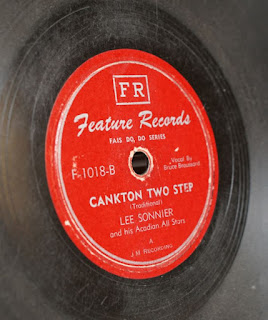 FR
Feature Records
FAIS DO, DO SERIES
F-1018-B
Vocal By
Bruce Broussard
CANKTON TWO STEP
(Traditional)
LEE SONNIER
and his Acadian All Stars
A
J M RECORDING